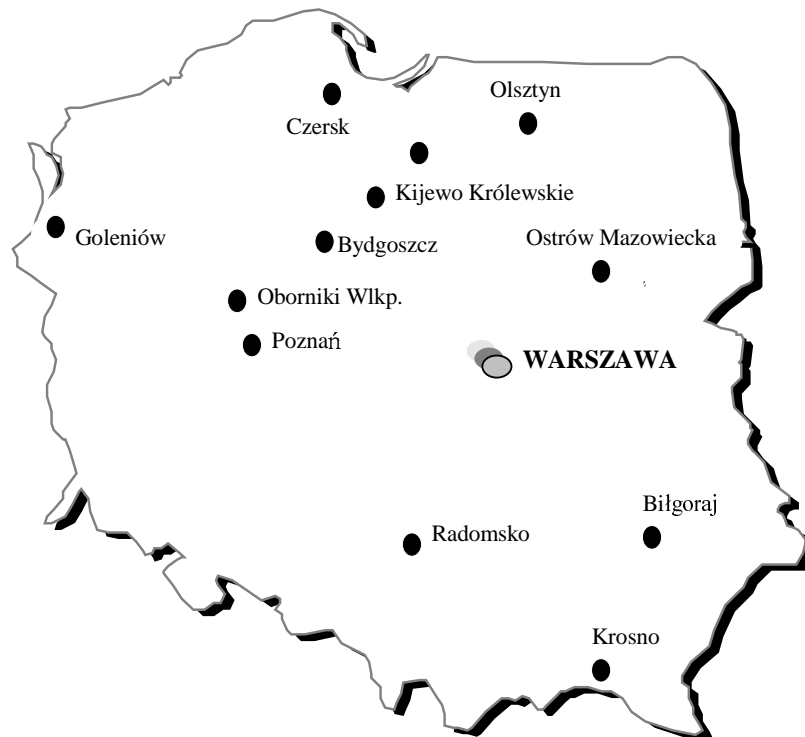 Olsztyn
Czersk
Kijewo Królewskie
Goleniów
Bydgoszcz
Ostrów Mazowiecka
Oborniki Wlkp.
Poznań
WARSZAWA
Biłgoraj
Radomsko
Krosno